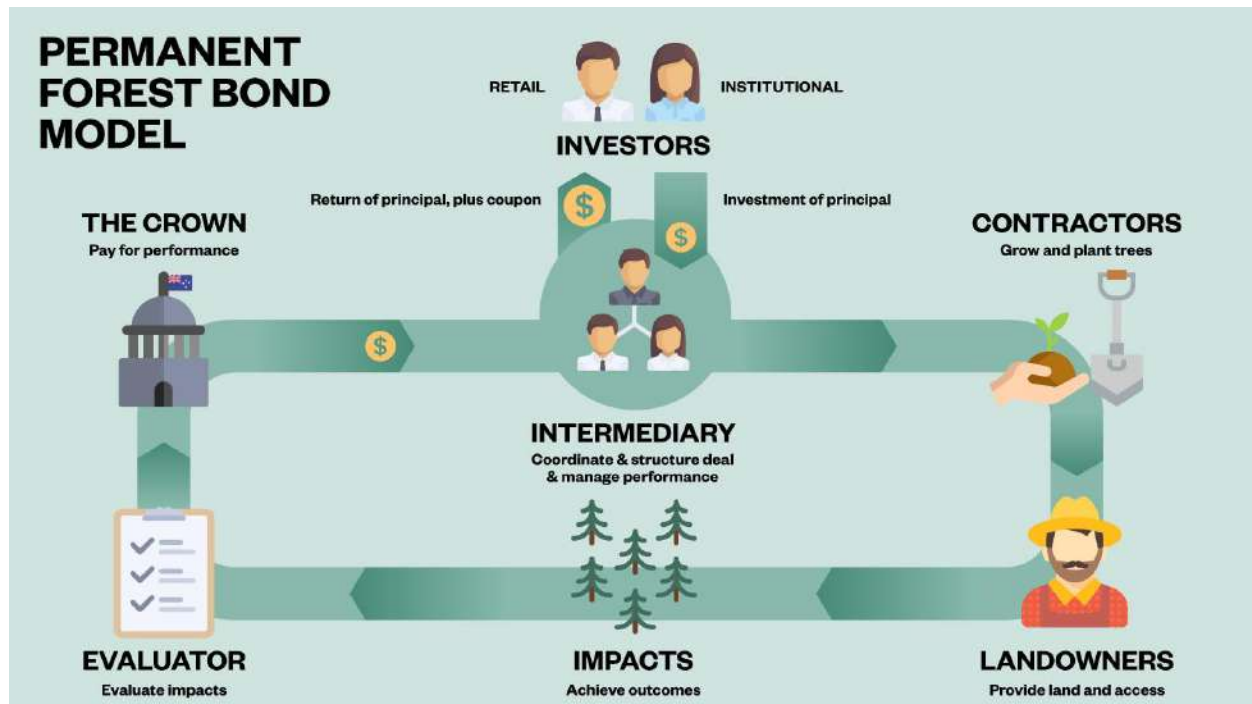 PERMANENT
FOREST BOND
MODEL
RETAIL
INSTITUTIONAL
INVESTORS
Return of principal, plus coupon
$
$
Investment of principal
THE CROWN
Pay for performance
CONTRACTORS
Grow and plant trees
$
INTERMEDIARY
Coordinate & structure deal
& manage performance
EVALUATOR
Evaluate impacts
IMPACTS
Achieve outcomes
LANDOWNERS
Provide land and access